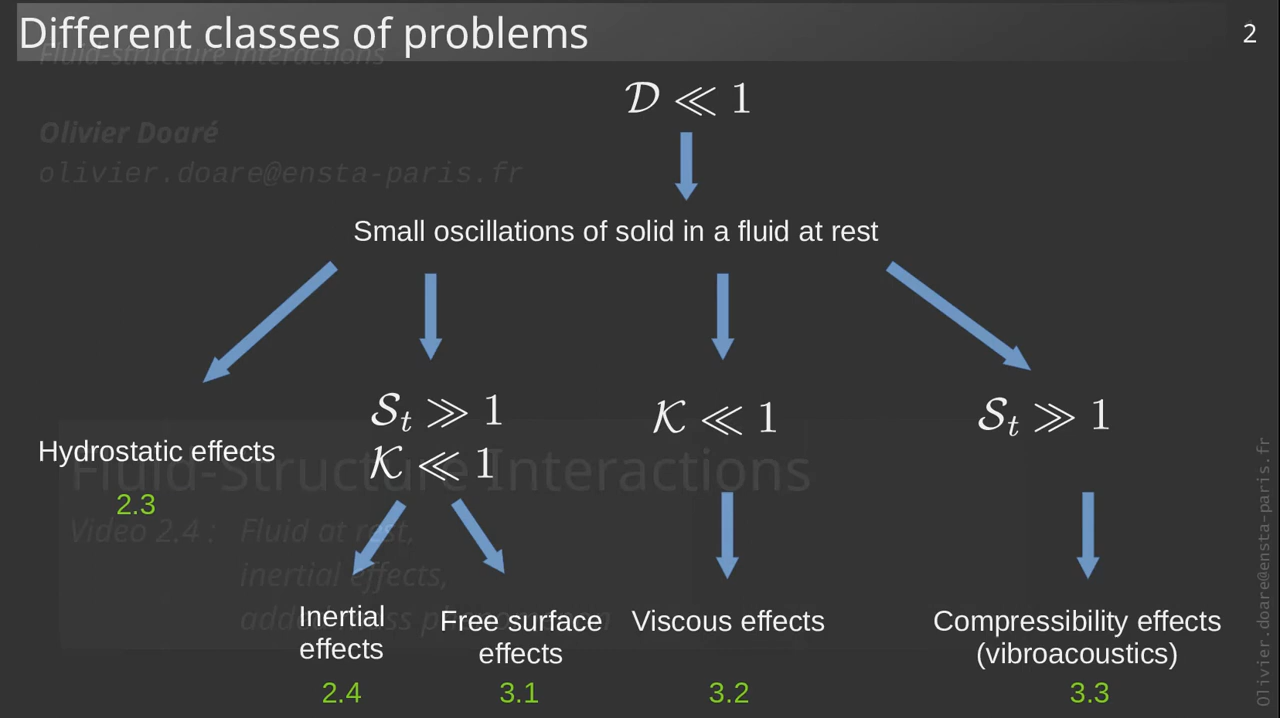 Different classes of problems
2
Fluid-structure interactions
Olivier Doaré
olivier.doare@ensta-paris.fr
𝒟 ≪ 1
Small oscillations of solid in a fluid at rest
𝒮ₜ ≫ 1
𝒦 ≪ 1
𝒦 ≪ 1
𝒮ₜ ≫ 1
Hydrostatic effects
2.3
Fluid-Structure Interactions
Video 2.4 : Fluid at rest,
inertial effects,
Inertial
effects
2.4
Free surface
effects
3.1
Viscous effects
3.2
Compressibility effects
(vibroacoustics)
3.3
Olivier.doare@ensta-paris.fr